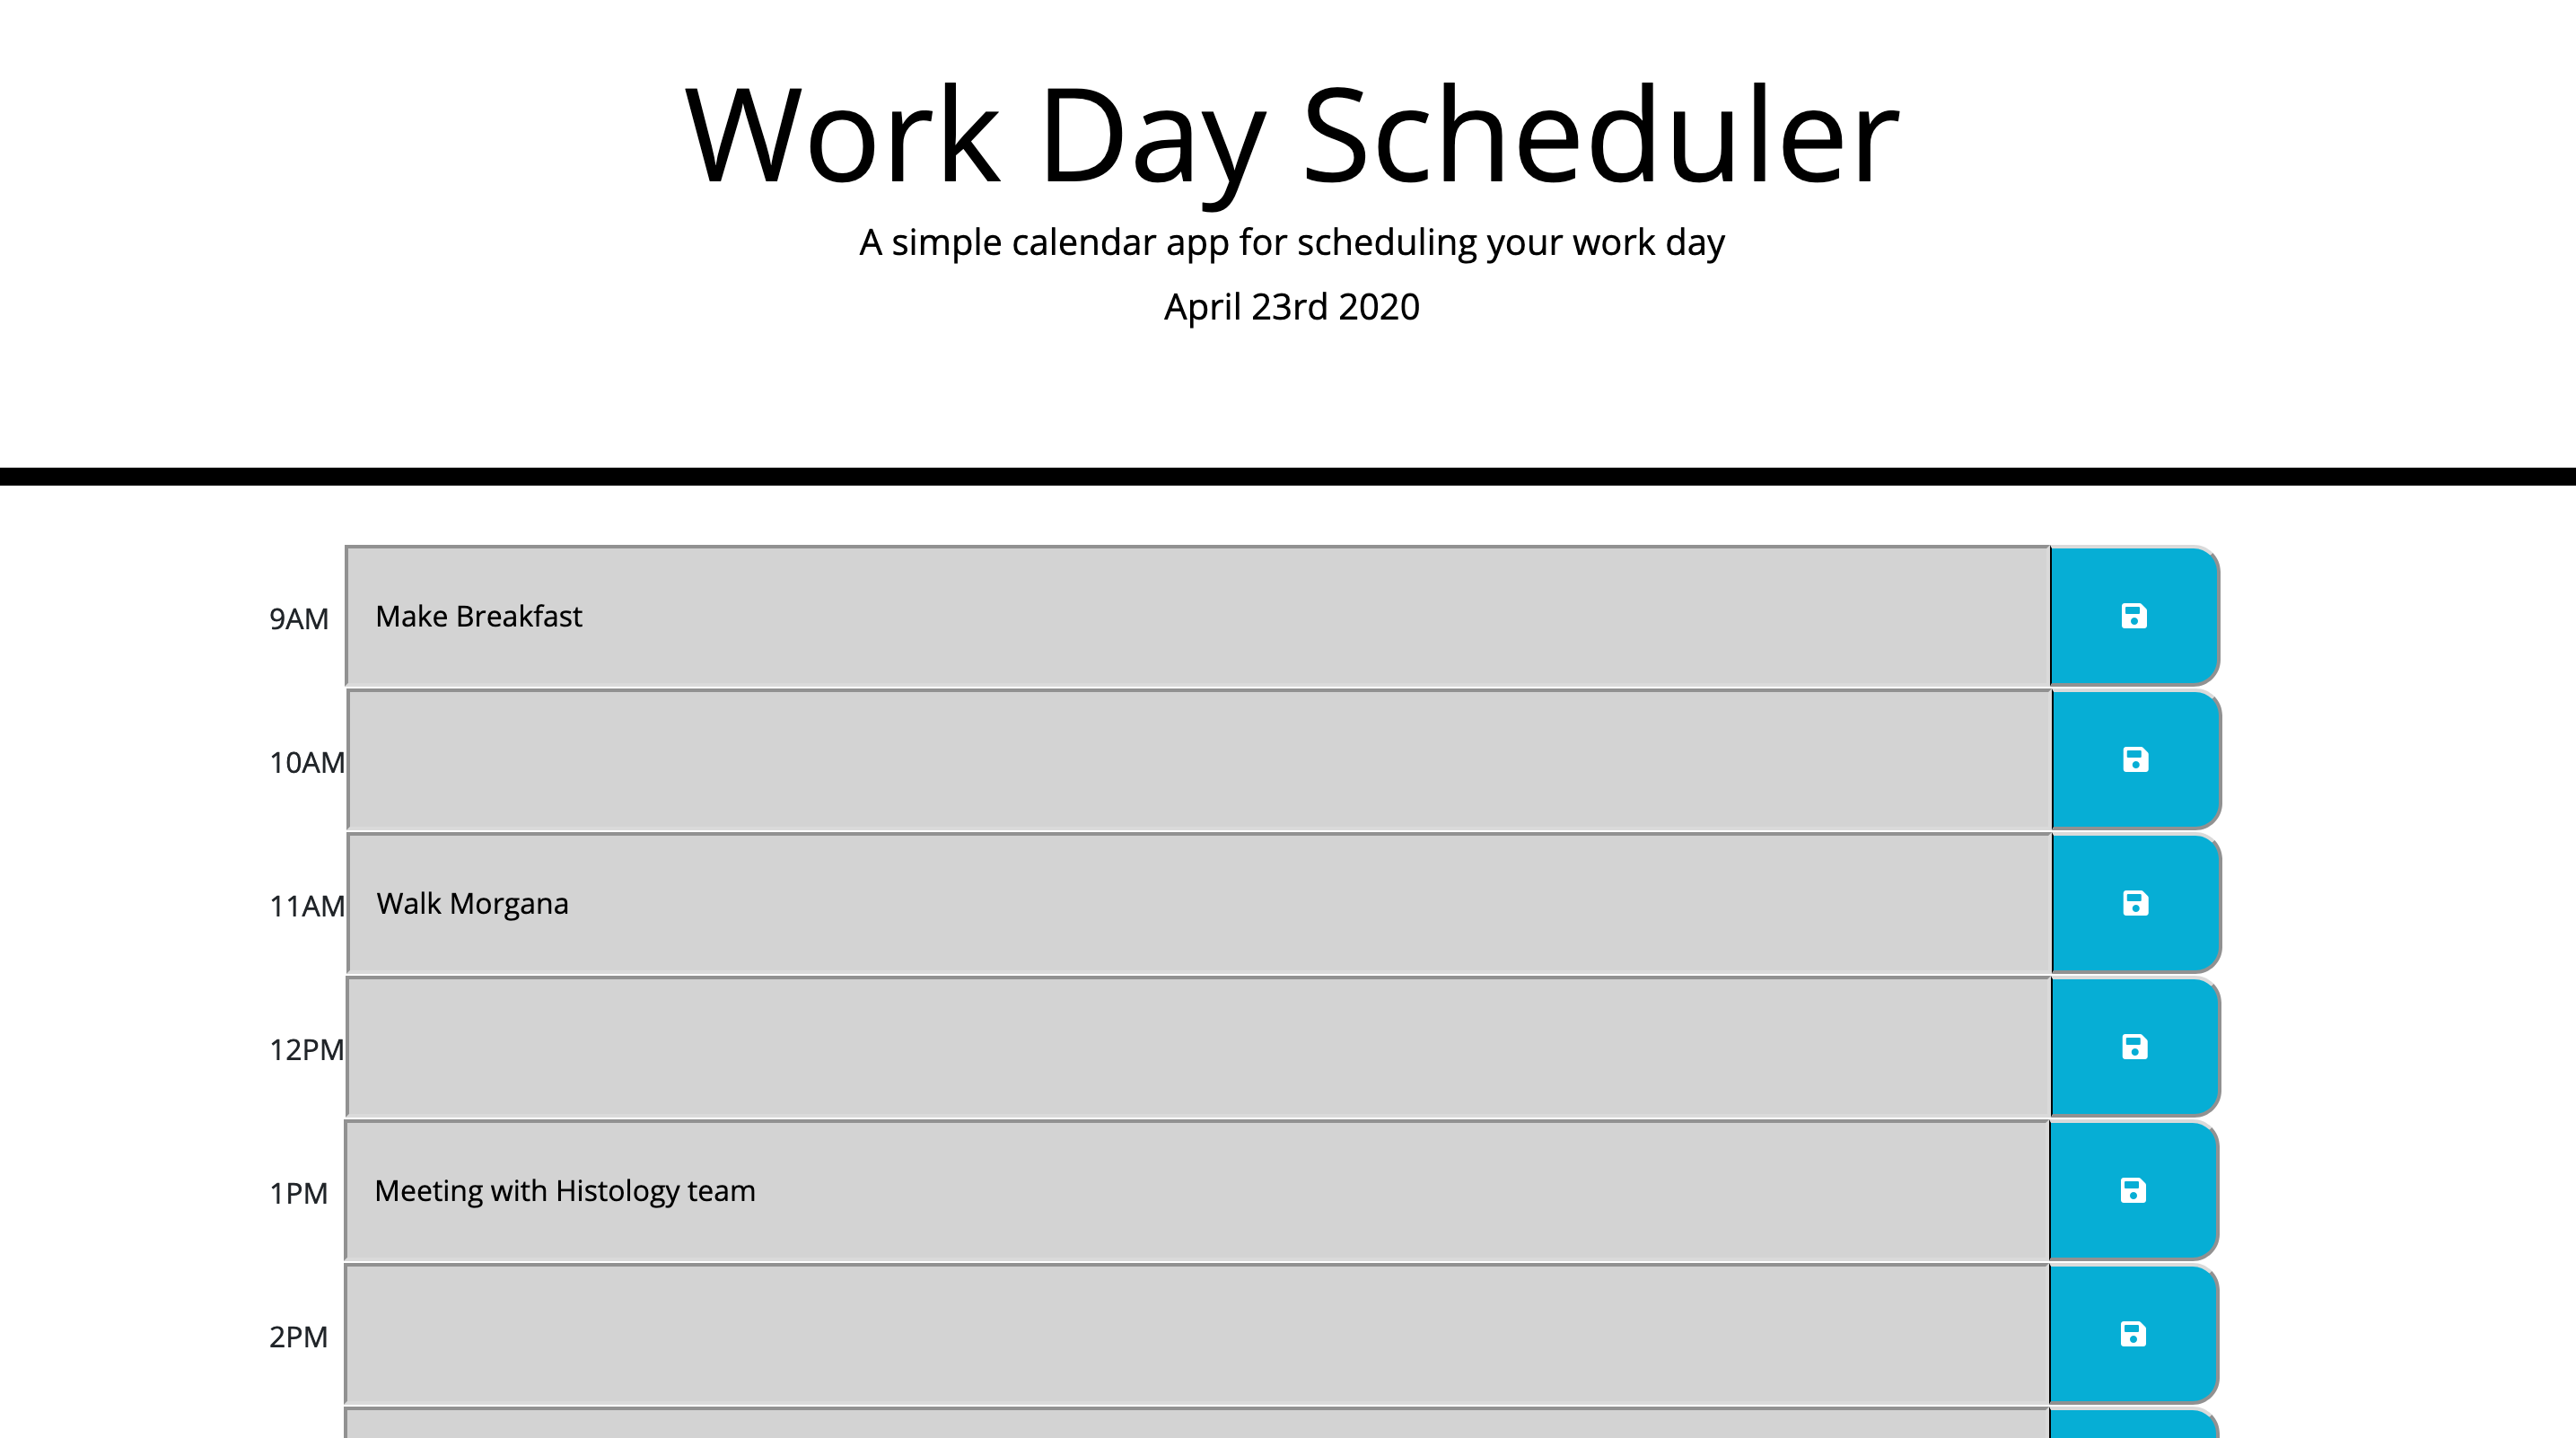 Work Day Scheduler
A simple calendar app for scheduling your work day
April 23rd 2020
9AM Make Breakfast
10AM
11AM Walk Morgana
12PM
1PM Meeting with Histology team
2PM